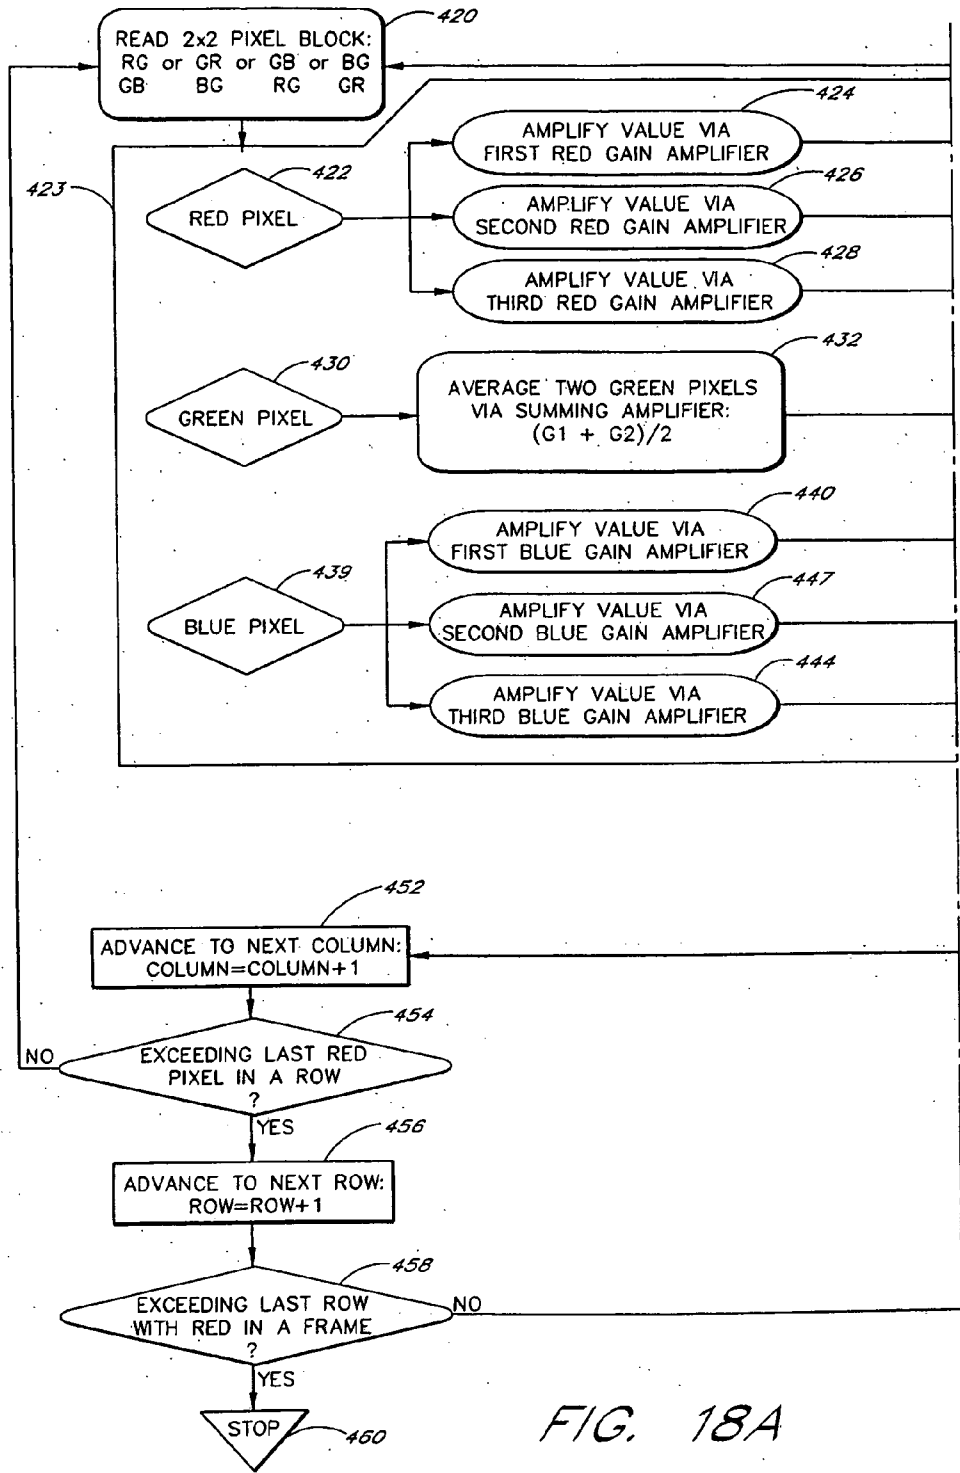 420
READ 2x2 PIXEL BLOCK:
RG or GR or GB or BG
GB BG RG GR
424
AMPLIFY VALUE VIA
FIRST RED GAIN AMPLIFIER
423
422
RED PIXEL
426
AMPLIFY VALUE VIA
SECOND RED GAIN AMPLIFIER
428
AMPLIFY VALUE VIA
THIRD RED GAIN AMPLIFIER
430
GREEN PIXEL
432
AVERAGE TWO GREEN PIXELS
VIA SUMMING AMPLIFIER:
(G1 + G2)/2
440
AMPLIFY VALUE VIA
FIRST BLUE GAIN AMPLIFIER
439
BLUE PIXEL
447
AMPLIFY VALUE VIA
SECOND BLUE GAIN AMPLIFIER
444
AMPLIFY VALUE VIA
THIRD BLUE GAIN AMPLIFIER
452
ADVANCE TO NEXT COLUMN:
COLUMN=COLUMN+1
454
NO
EXCEEDING LAST RED
PIXEL IN A ROW
?
YES
456
ADVANCE TO NEXT ROW:
ROW=ROW+1
458
EXCEEDING LAST ROW
WITH RED IN A FRAME
?
NO
YES
STOP
460
FIG. 18A